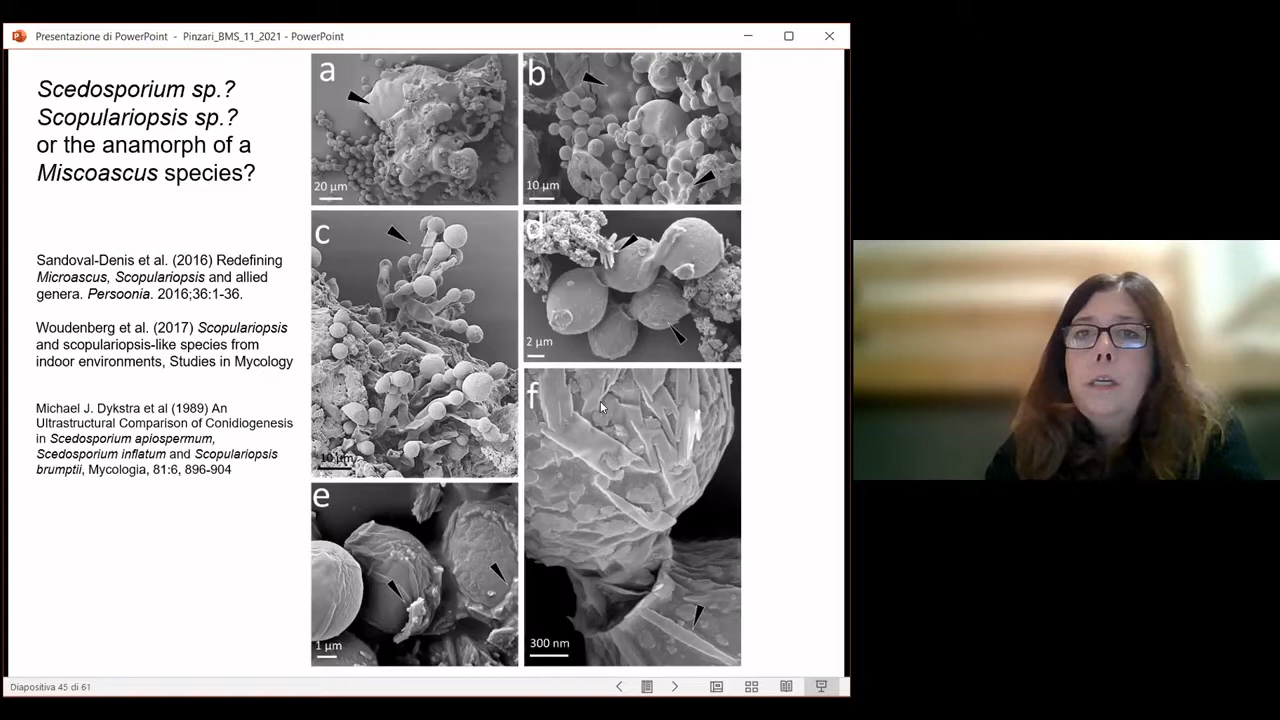 Presentazione di PowerPoint - Pinzari_BMS_11_2021 - PowerPoint
Scedosporium sp.?
Scopulariopsis sp.?
or the anamorph of a
Miscoascus species?
Sandoval-Denis et al. (2016) Redefining
Microascus, Scopulariopsis and allied
genera. Persoonia. 2016;36:1-36.
Woudenberg et al. (2017) Scopulariopsis
and scopulariopsis-like species from
indoor environments, Studies in Mycology
Michael J. Dykstra et al (1989) An
Ultrastructural Comparison of Conidiogenesis
in Scedosporium apiospermum,
Scedosporium inflatum and Scopulariopsis
brumptii, Mycologia, 81:6, 896-904
a
20 µm
b
10 µm
c
10 µm
d
2 µm
e
1 µm
f
300 nm
Diapositiva 45 di 61